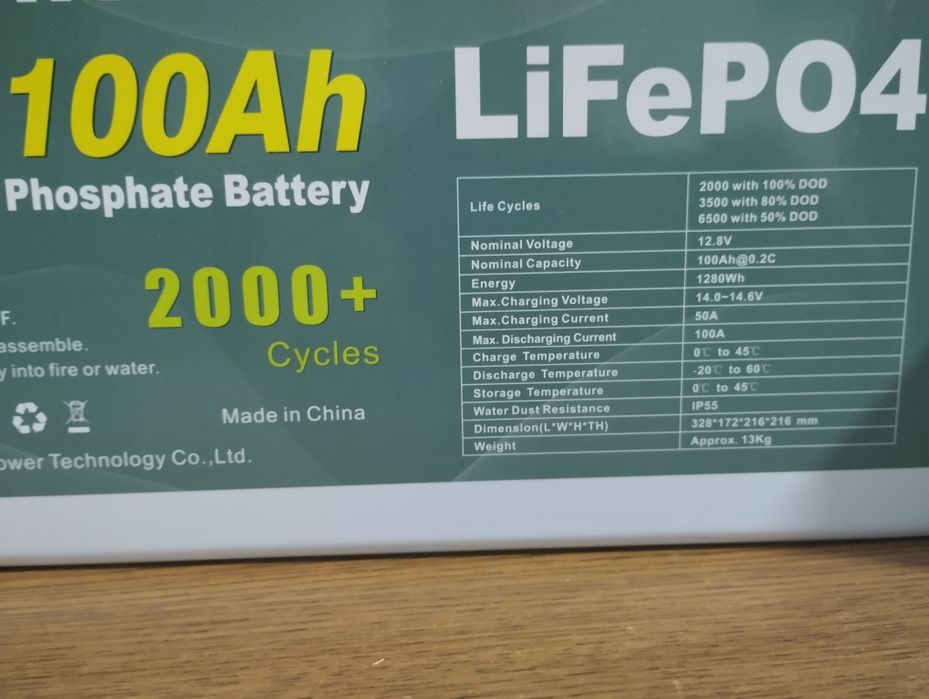 100Ah
Phosphate Battery
2000+
Cycles
F.
assemble.
y into fire or water.
Made in China
ower Technology Co.,Ltd.
LiFePO4
Life Cycles 2000 with 100% DOD
3500 with 80% DOD
6500 with 50% DOD
Nominal Voltage 12.8V
Nominal Capacity 100Ah@0.2C
Energy 1280Wh
Max.Charging Voltage 14.0~14.6V
Max.Charging Current 50A
Max. Discharging Current 100A
Charge Temperature 0℃ to 45℃
Discharge Temperature -20℃ to 60℃
Storage Temperature 0℃ to 45℃
Water Dust Resistance IP55
Dimension(L*W*H*TH) 328*172*216*216 mm
Weight Approx. 13Kg